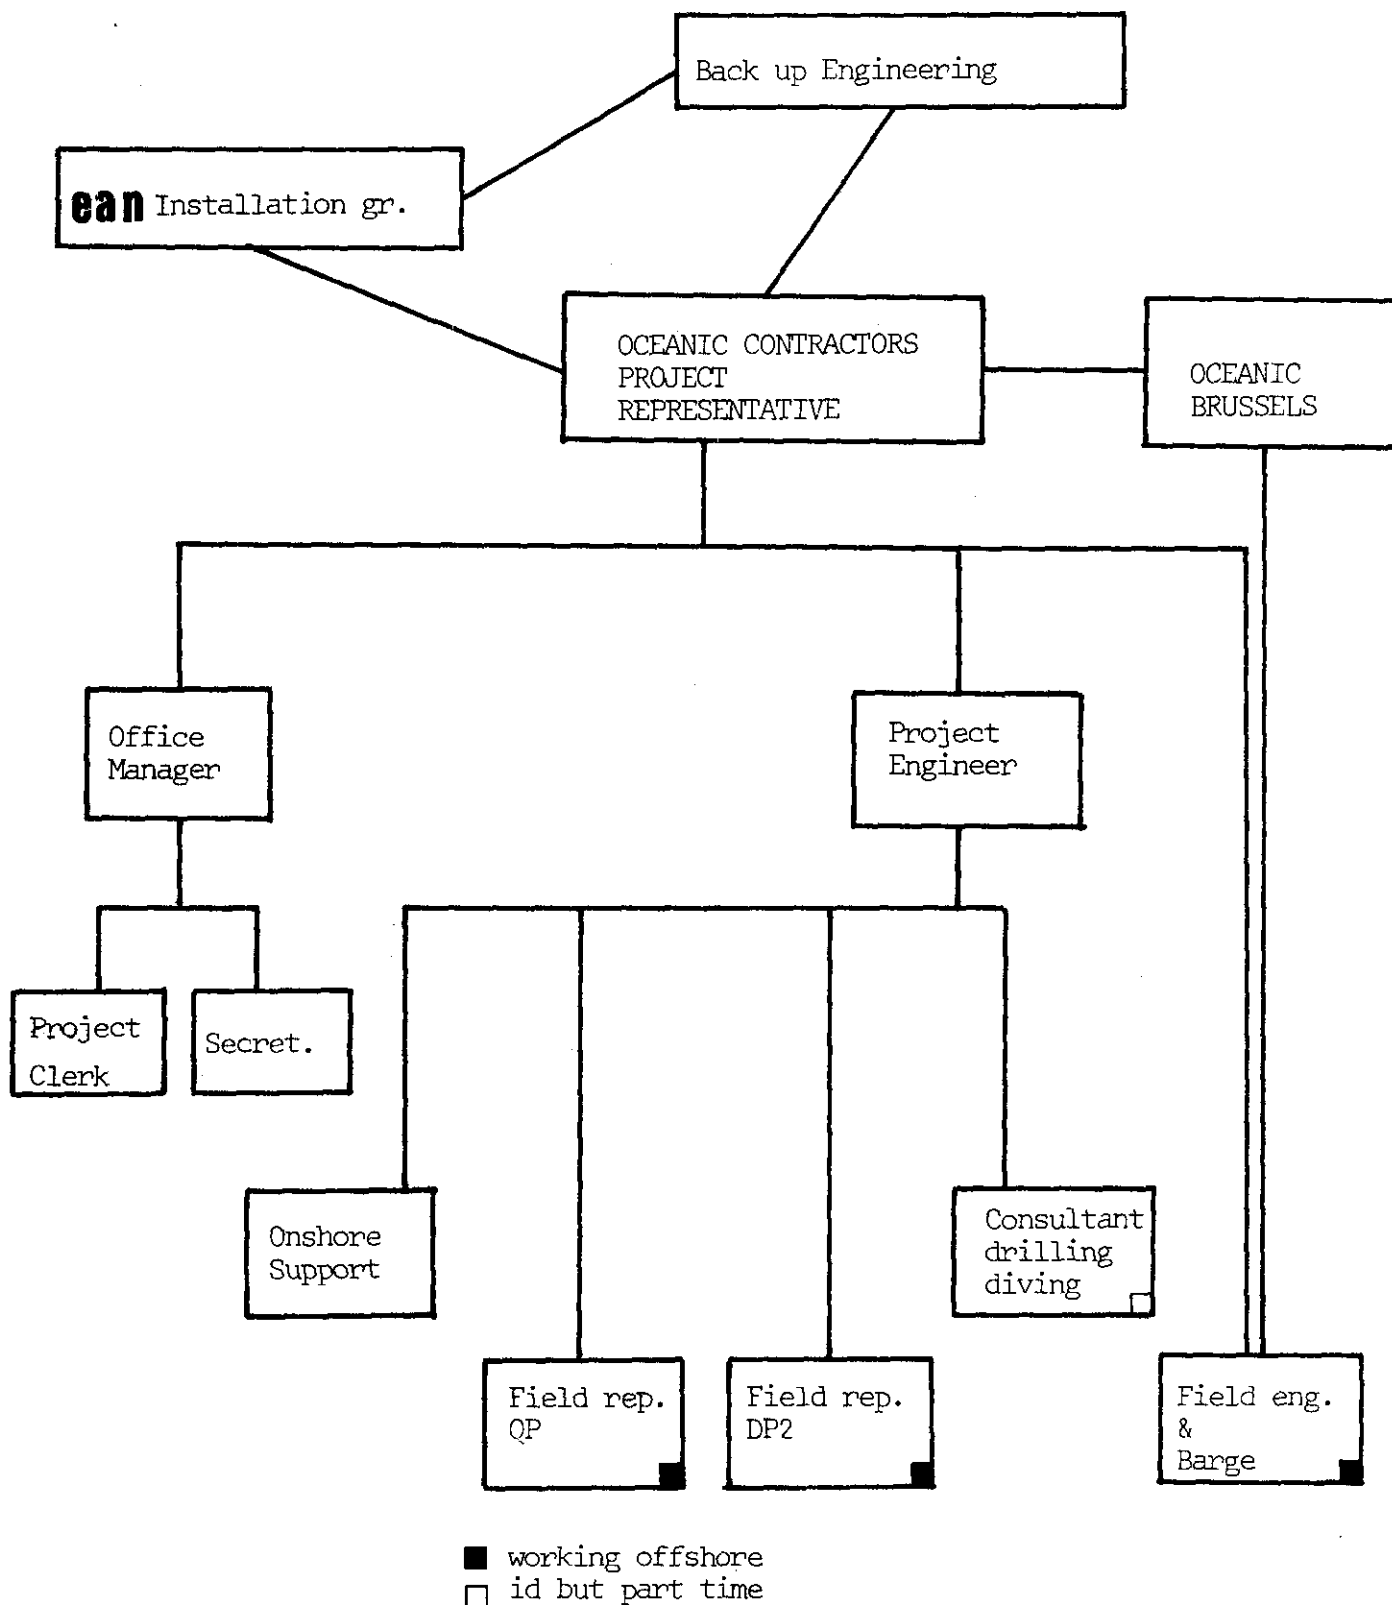 Back up Engineering
ean Installation gr.
OCEANIC CONTRACTORS
PROJECT
REPRESENTATIVE
OCEANIC
BRUSSELS
Office
Manager
Project
Engineer
Project
Clerk
Secret.
Onshore
Support
Consultant
drilling
diving
Field rep.
QP
Field rep.
DP2
Field eng.
&
Barge
working offshore
id but part time